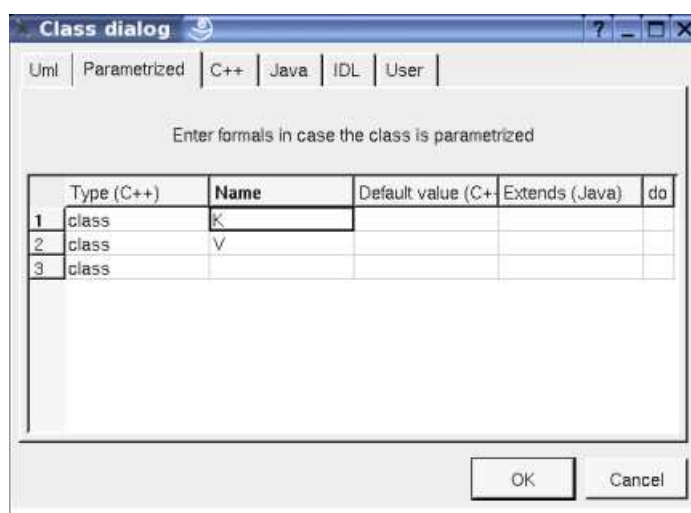 Class dialog ? _ X
Uml Parametrized C++ Java IDL User
Enter formals in case the class is parametrized
Type (C++) Name Default value (C++ Extends (Java) do
1 class K
2 class V
3 class
OK Cancel